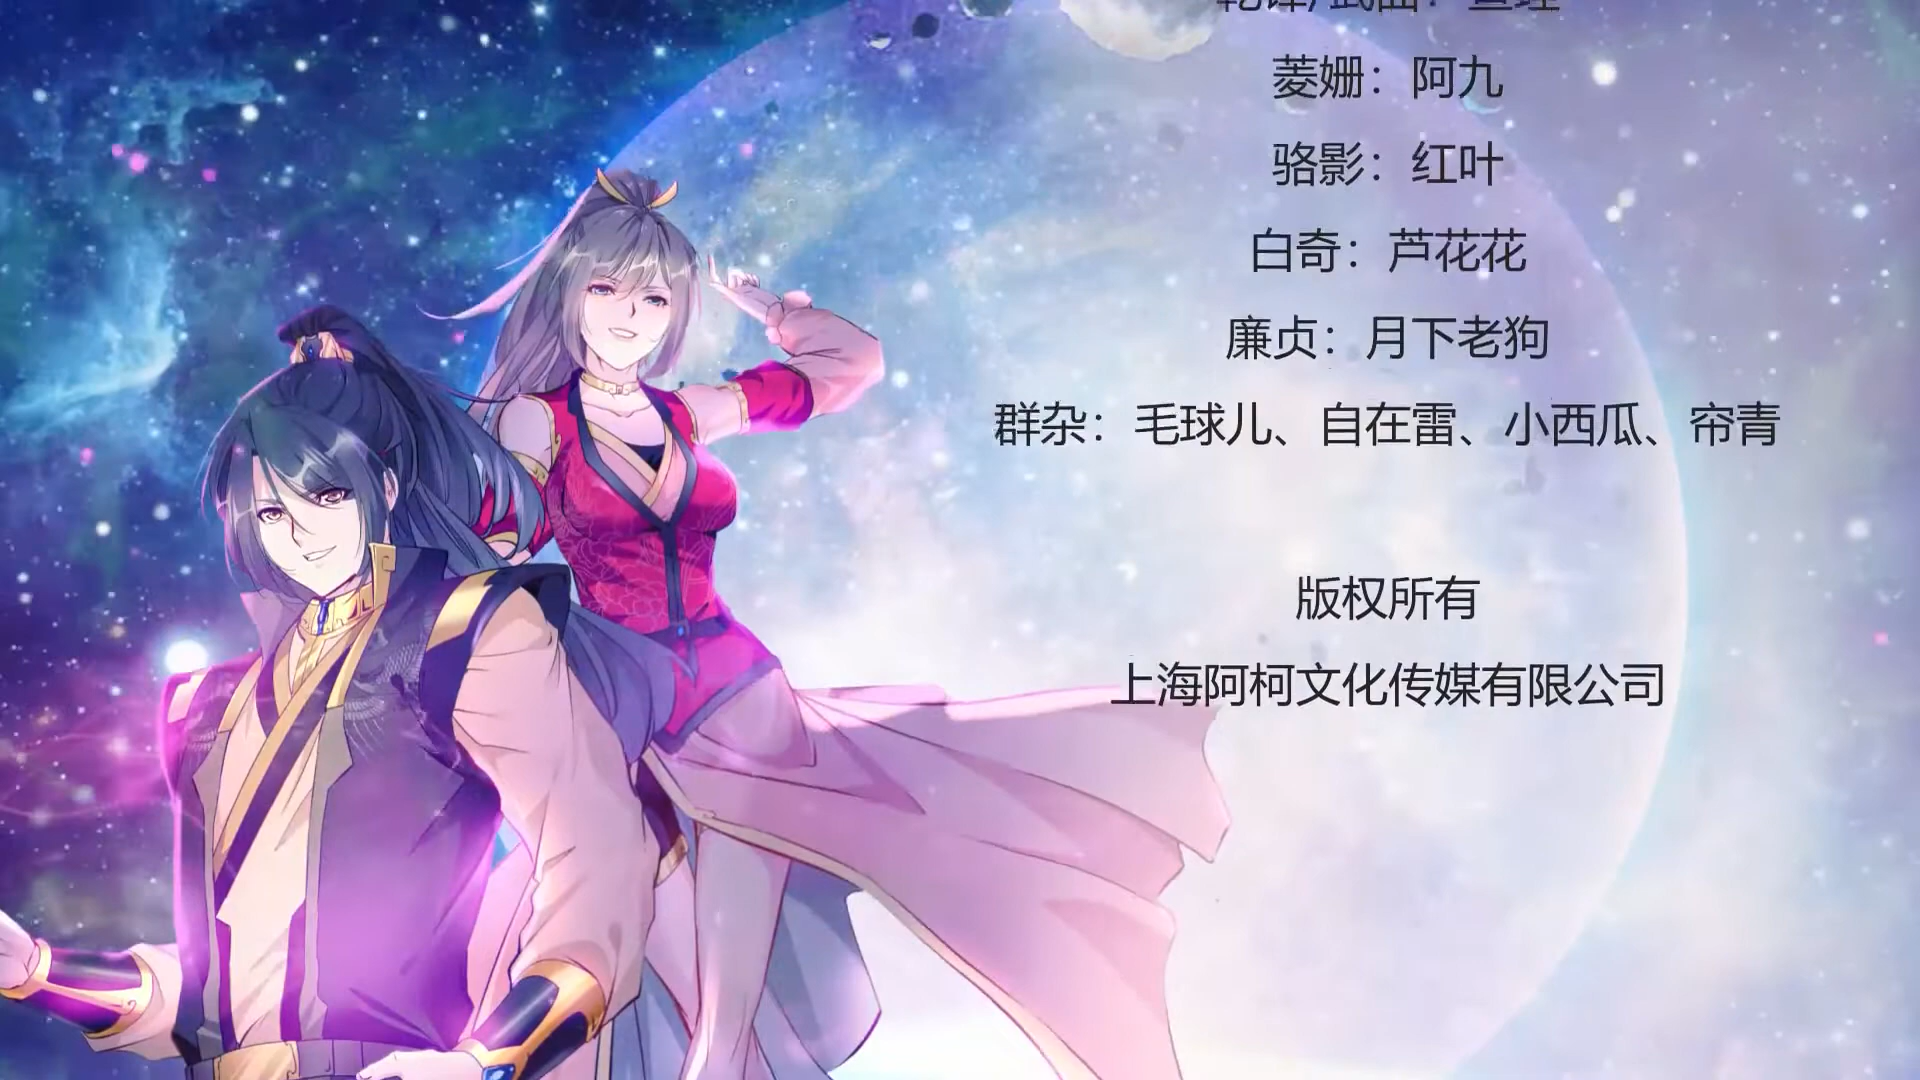 菱姗：阿九
骆影：红叶
白奇：芦花花
廉贞：月下老狗
群杂：毛球儿、自在雷、小西瓜、帘青
版权所有
上海阿柯文化传媒有限公司